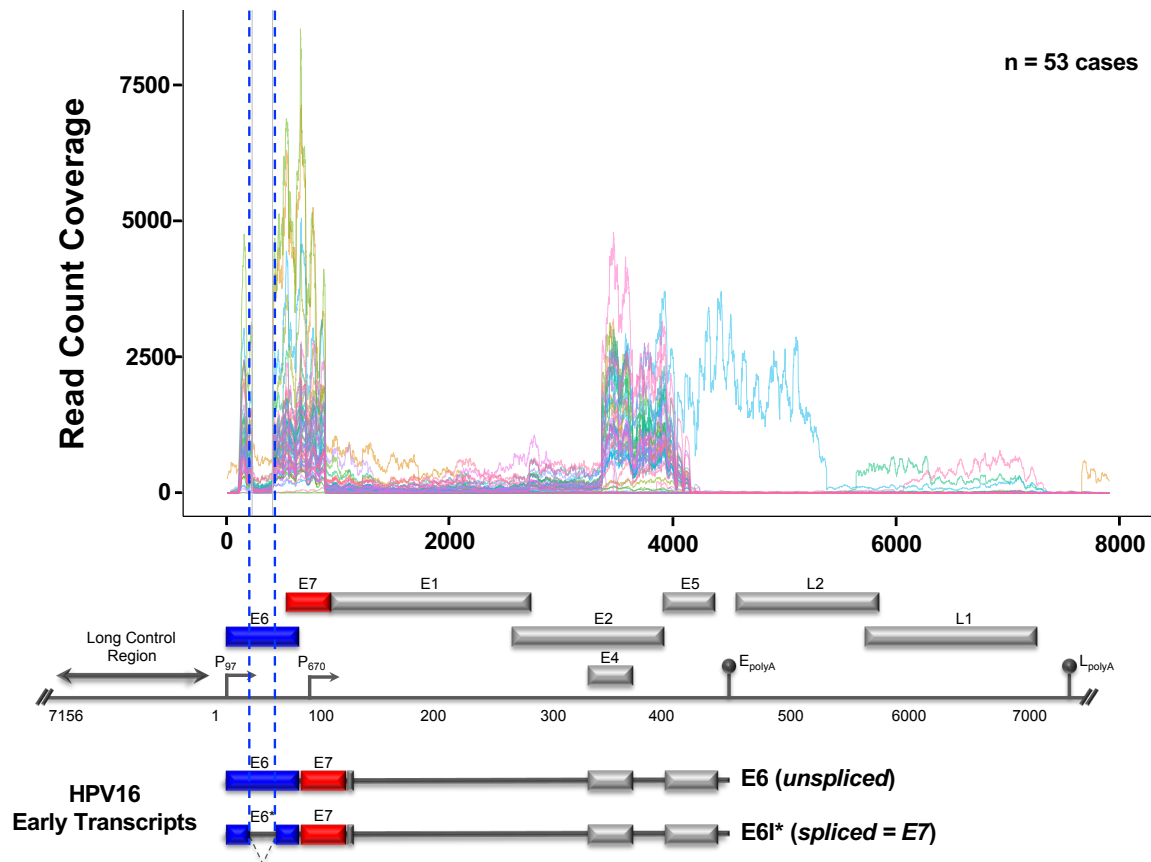 n = 53 cases
Read Count Coverage
7500
5000
2500
0
0 2000 4000 6000 8000
E7 E1 E5 L2
E6 E2 L1
Long Control
Region
P97 P670 E4 EpolyA LpolyA
7156 1 100 200 300 400 500 6000 7000
E6 E7 E6 (unspliced)
HPV16
Early Transcripts
E6* E7 E6I* (spliced = E7)